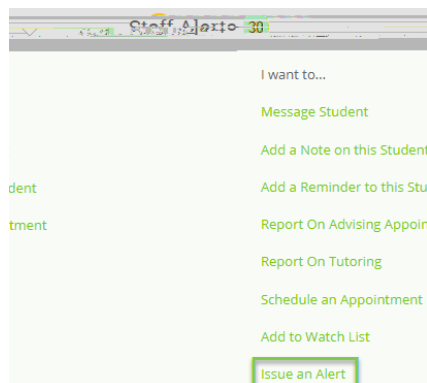 Staff Alerts 30
I want to...
Message Student
Add a Note on this Student
dent
Add a Reminder to this Stu
tment
Report On Advising Appoin
Report On Tutoring
Schedule an Appointment
Add to Watch List
Issue an Alert